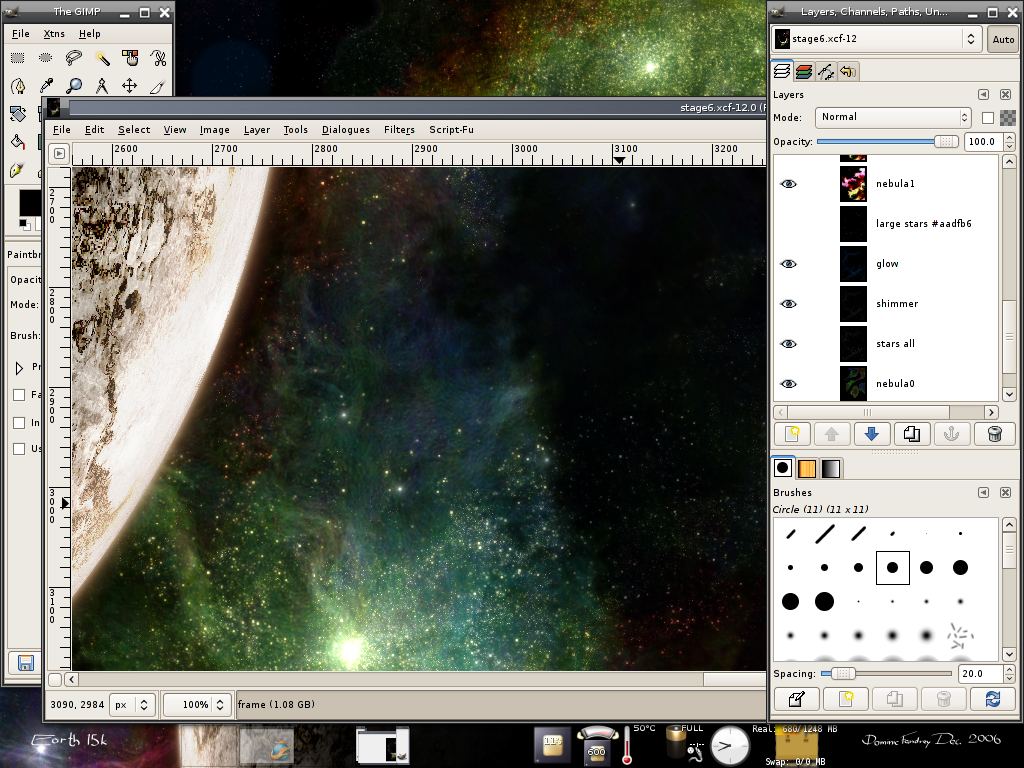 The GIMP
File Xtns Help
Paintbr
Opacit
Mode:
Brush:
Pr
Fa
In
Us
stage6.xcf-12.0 (F
File Edit Select View Image Layer Tools Dialogues Filters Script-Fu
2600 2700 2800 2900 3000 3100 3200
2700
2800
2900
3000
3100
3090, 2984 px 100% frame (1.08 GB)
Layers, Channels, Paths, Un...
stage6.xcf-12 Auto
Layers
Mode: Normal
Opacity: 100.0
nebula1
large stars #aadfb6
glow
shimmer
stars all
nebula0
Brushes
Circle (11) (11 x 11)
Spacing: 20.0
Earth 15k
600
50°C
FULL
Real: 680/1248 MB
Swap: 0/0 MB
Dominic Fandrey Dec. 2006